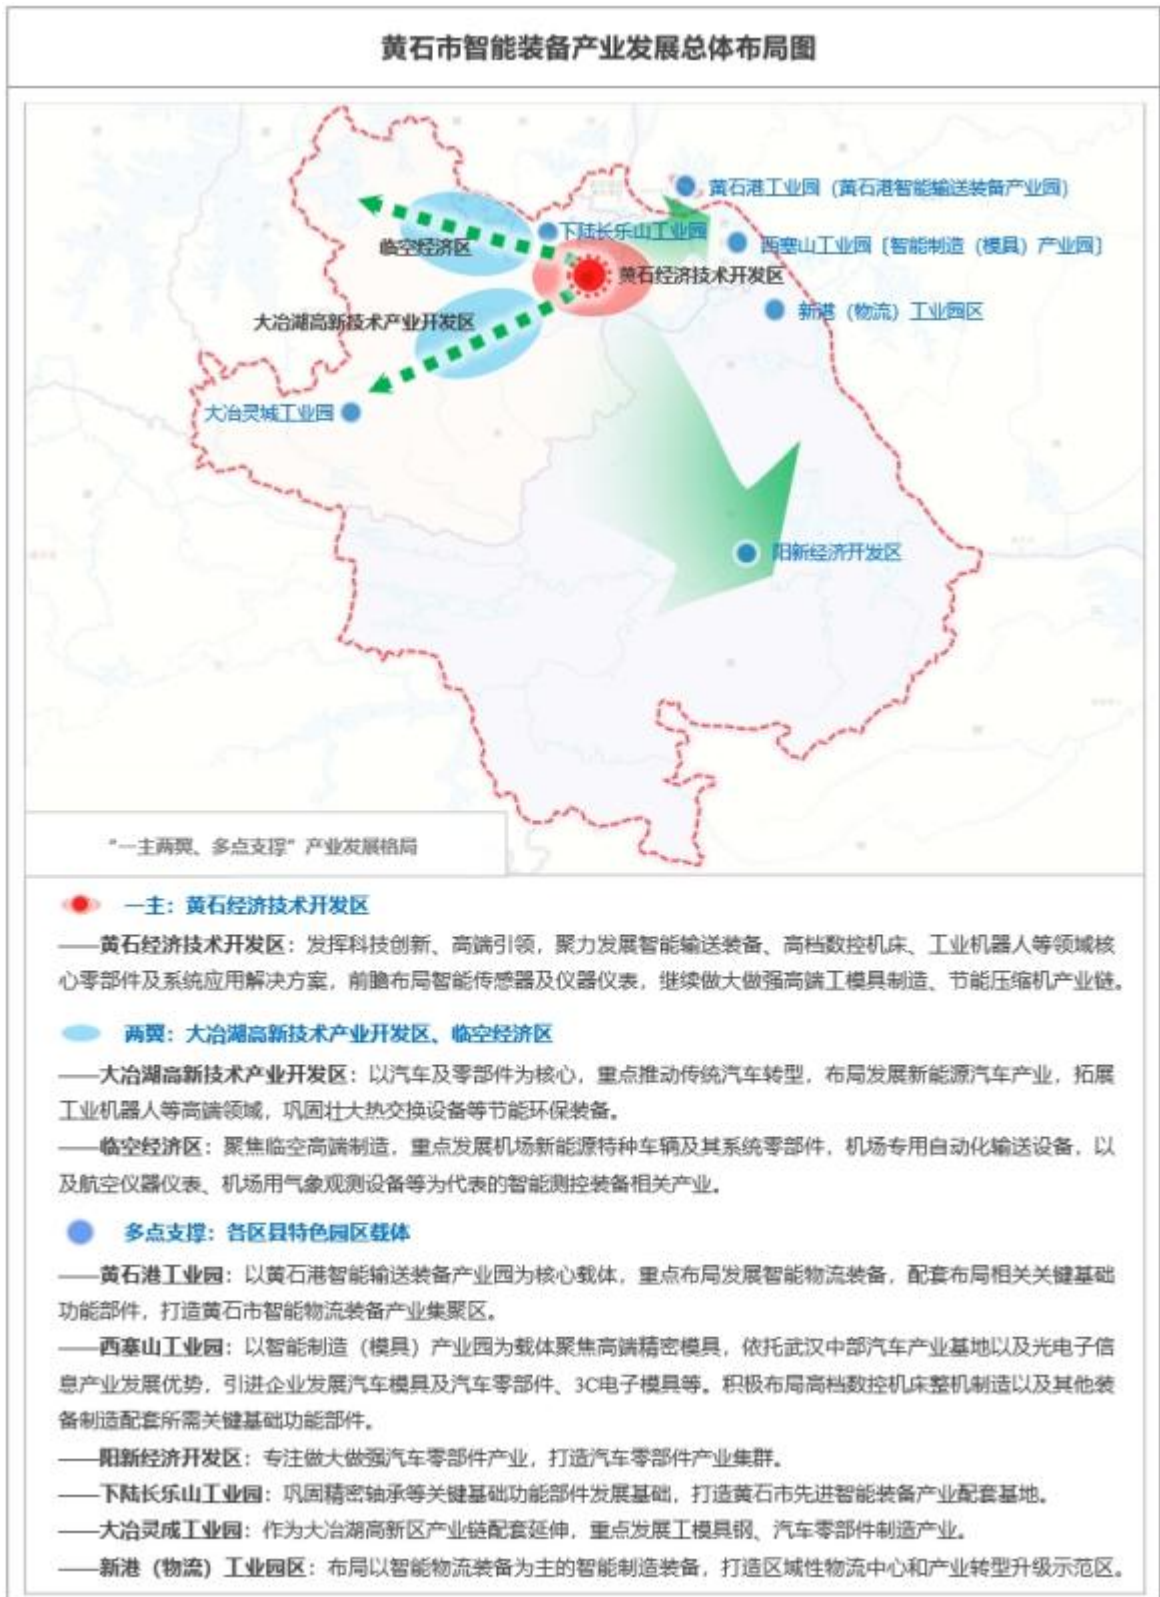 黄石市智能装备产业发展总体布局图
黄石港工业园（黄石港智能输送装备产业园）
下陆长乐山工业园
西塞山工业园〔智能制造（模具）产业园〕
临空经济区
黄石经济技术开发区
新港（物流）工业园区
大冶湖高新技术产业开发区
大冶灵城工业园
阳新经济开发区
“一主两翼、多点支撑”产业发展格局
一主：黄石经济技术开发区
——黄石经济技术开发区：发挥科技创新、高端引领，聚力发展智能输送装备、高档数控机床、工业机器人等领域核
心零部件及系统应用解决方案，前瞻布局智能传感器及仪器仪表，继续做大做强高端工模具制造、节能压缩机产业链。
两翼：大冶湖高新技术产业开发区、临空经济区
——大冶湖高新技术产业开发区：以汽车及零部件为核心，重点推动传统汽车转型，布局发展新能源汽车产业，拓展
工业机器人等高端领域，巩固壮大热交换设备等节能环保装备。
——临空经济区：聚焦临空高端制造，重点发展机场新能源特种车辆及其系统零部件，机场专用自动化输送设备，以
及航空仪器仪表、机场用气象观测设备等为代表的智能测控装备相关产业。
多点支撑：各区县特色园区载体
——黄石港工业园：以黄石港智能输送装备产业园为核心载体，重点布局发展智能物流装备，配套布局相关关键基础
功能部件，打造黄石市智能物流装备产业集聚区。
——西塞山工业园：以智能制造（模具）产业园为载体聚焦高端精密模具，依托武汉中部汽车产业基地以及光电子信
息产业发展优势，引进企业发展汽车模具及汽车零部件、3C电子模具等。积极布局高档数控机床整机制造以及其他装
备制造配套所需关键基础功能部件。
——阳新经济开发区：专注做大做强汽车零部件产业，打造汽车零部件产业集群。
——下陆长乐山工业园：巩固精密轴承等关键基础功能部件发展基础，打造黄石市先进智能装备产业配套基地。
——大冶灵成工业园：作为大冶湖高新区产业链配套延伸，重点发展工模具钢、汽车零部件制造产业。
——新港（物流）工业园区：布局以智能物流装备为主的智能制造装备，打造区域性物流中心和产业转型升级示范区。